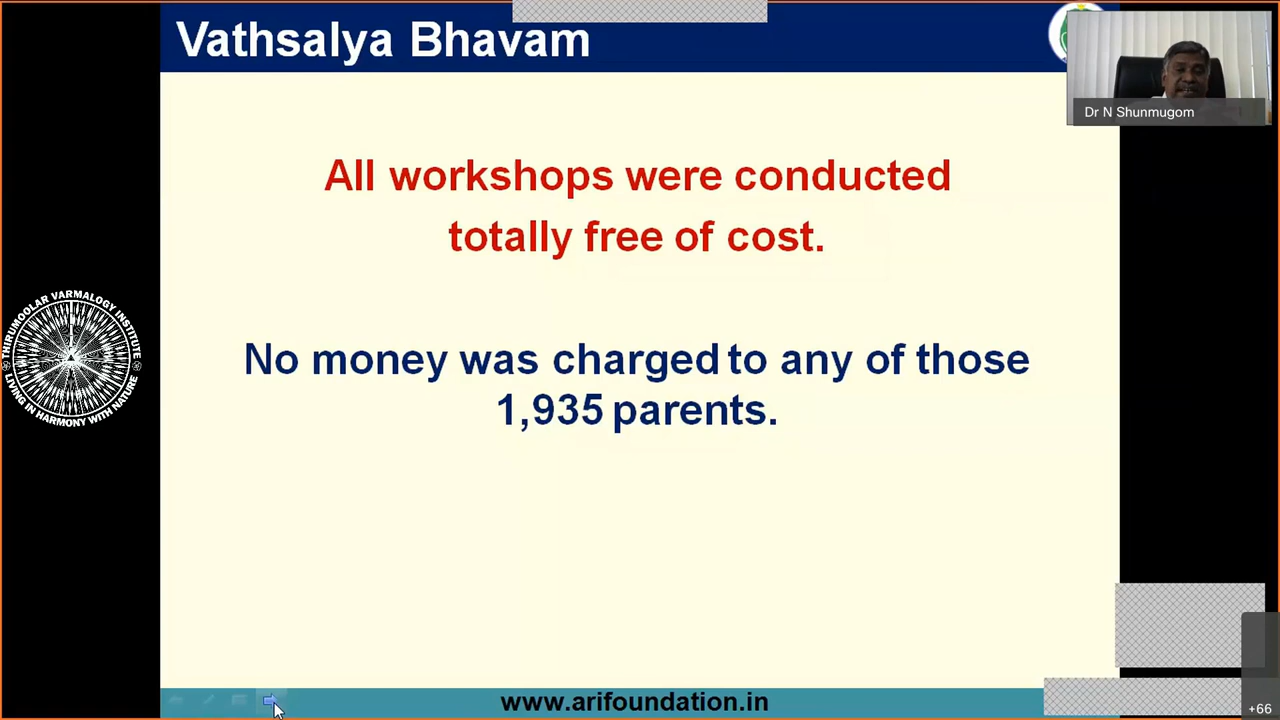 Vathsalya Bhavam
Dr N Shunmugom
All workshops were conducted
totally free of cost.
THIRUMOOLAR VARMALOGY INSTITUTE
LIVING IN HARMONY WITH NATURE
No money was charged to any of those
1,935 parents.
www.arifoundation.in
+66